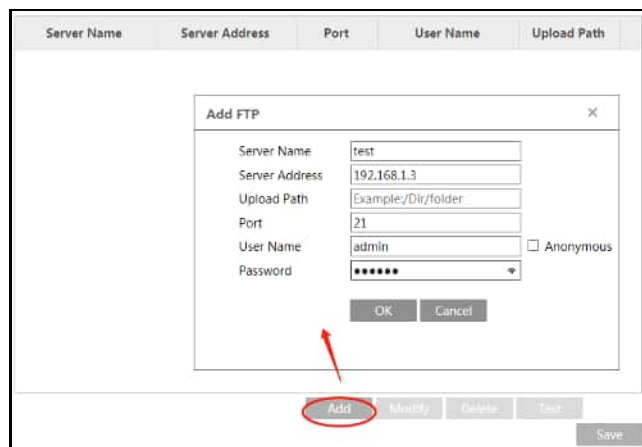 Server Name Server Address Port User Name Upload Path
Add FTP ×
Server Name test
Server Address 192.168.1.3
Upload Path Example:/Dir/folder
Port 21
User Name admin Anonymous
Password ●●●●●●
OK Cancel
Add Modify Delete Test
Save